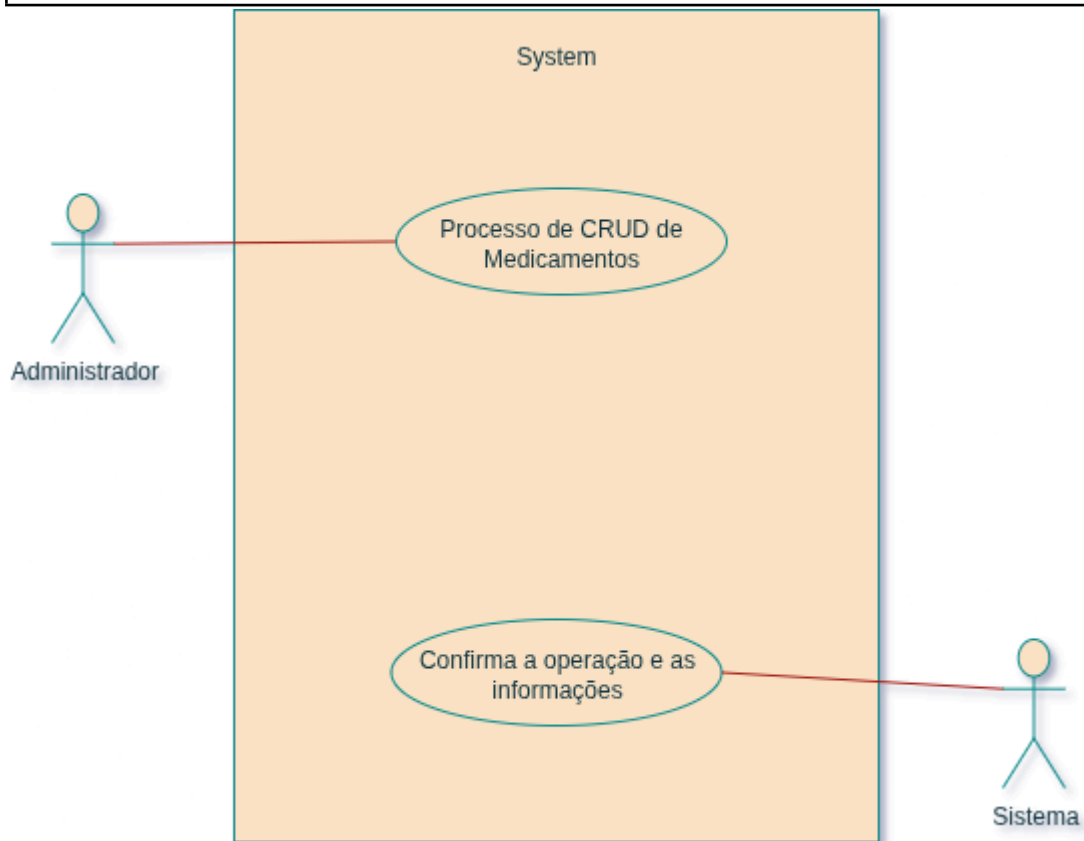 System
Processo de CRUD de
Medicamentos
Administrador
Confirma a operação e as
informações
Sistema